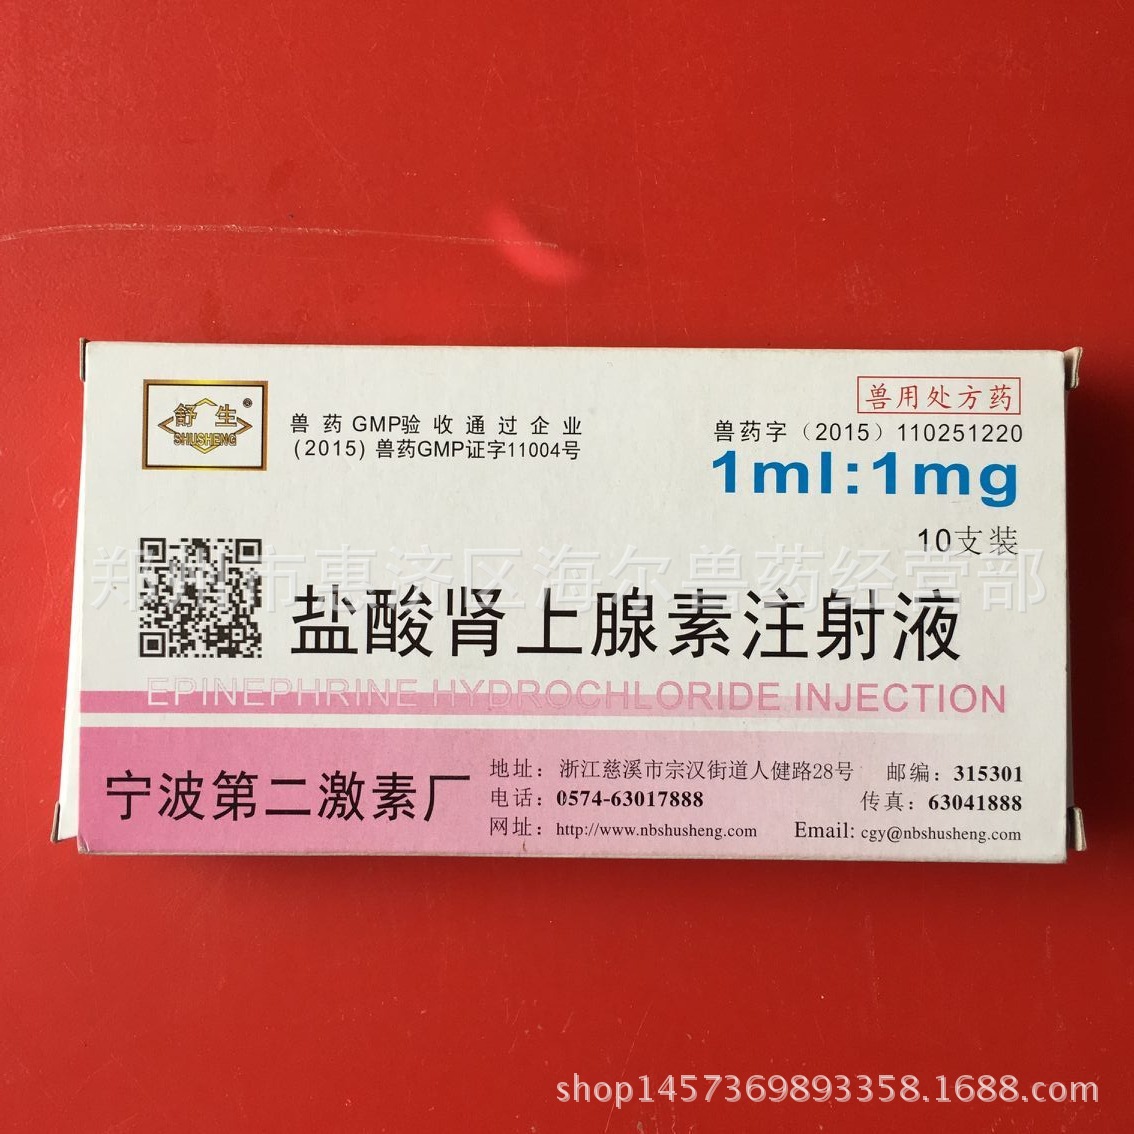 舒生®
SHUSHENG
兽药GMP验收通过企业
(2015) 兽药GMP证字11004号
兽用处方药
兽药字（2015）110251220
1ml:1mg
10支装
郑州市惠济区海尔兽药经营部
盐酸肾上腺素注射液
EPINEPHRINE HYDROCHLORIDE INJECTION
宁波第二激素厂
地址：浙江慈溪市宗汉街道人健路28号 邮编：315301
电话：0574-63017888 传真：63041888
网址：http://www.nbshusheng.com Email: cgy@nbshusheng.com
shop1457369893358.1688.com